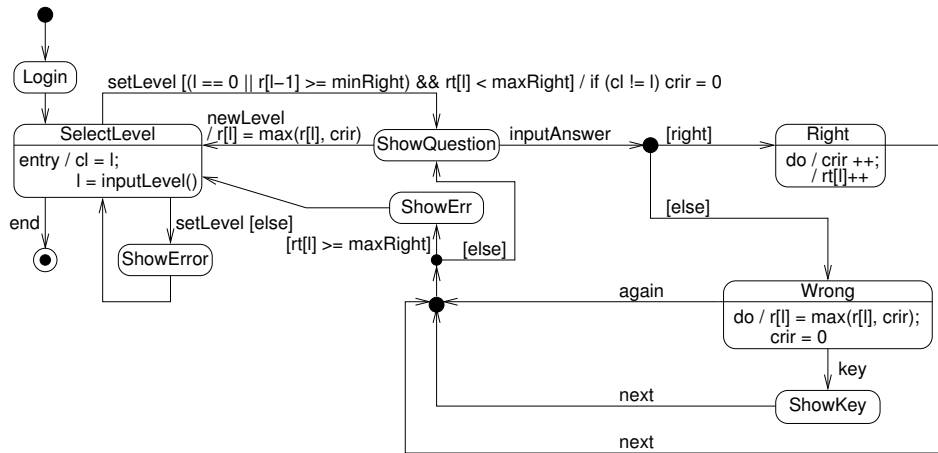 Login
setLevel [(l == 0 || r[l−1] >= minRight) && rt[l] < maxRight] / if (cl != l) crir = 0
SelectLevel
entry / cl = l;
l = inputLevel()
newLevel
/ r[l] = max(r[l], crir)
ShowQuestion
inputAnswer
[right]
Right
do / crir ++;
/ rt[l]++
ShowErr
[else]
end
setLevel [else]
[rt[l] >= maxRight]
[else]
ShowError
again
Wrong
do / r[l] = max(r[l], crir);
crir = 0
key
next
ShowKey
next